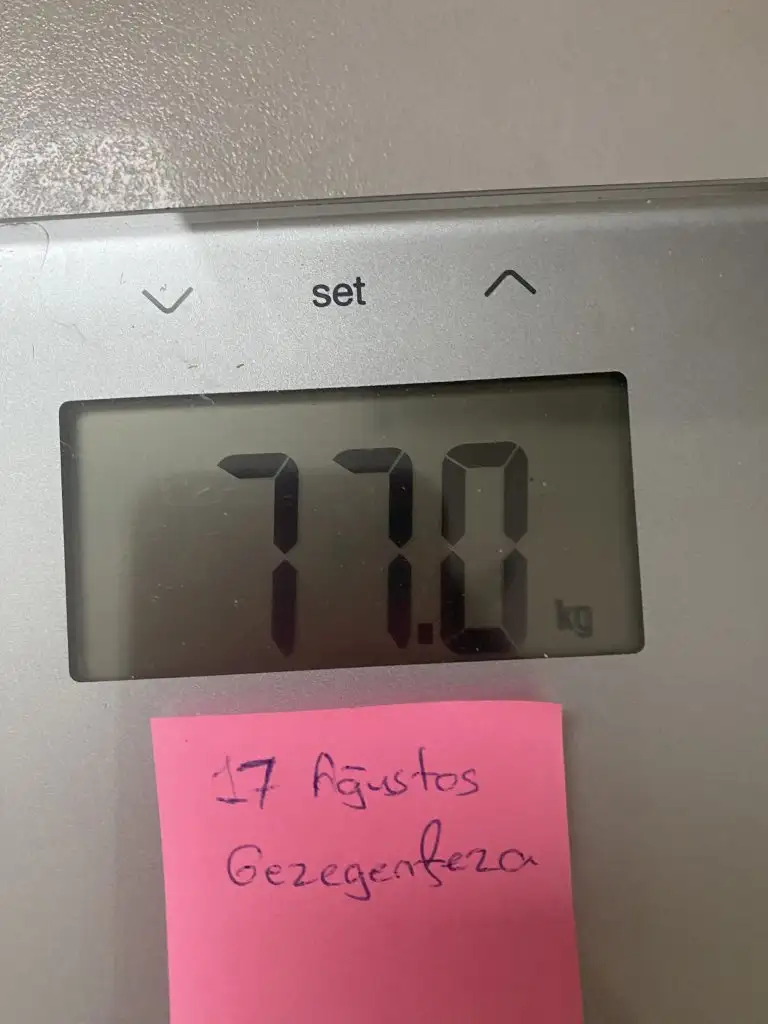 set
77.0 kg
17 Ağustos
Gezegenfeza